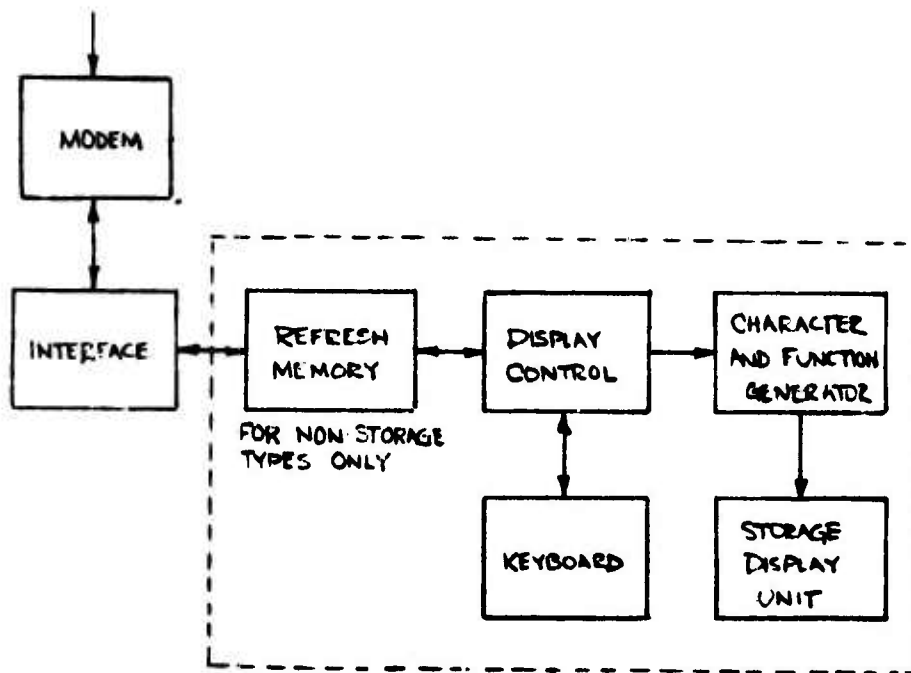 MODEM
INTERFACE
REFRESH
MEMORY
FOR NON-STORAGE
TYPES ONLY
DISPLAY
CONTROL
CHARACTER
AND FUNCTION
GENERATOR
KEYBOARD
STORAGE
DISPLAY
UNIT